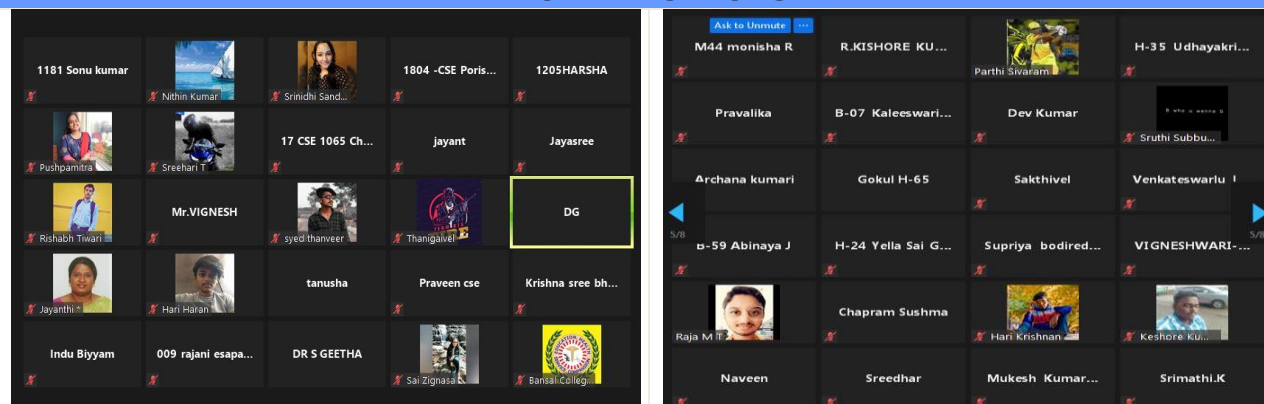 1181 Sonu kumar
Nithin Kumar
Srinidhi Sand...
1804 -CSE Poris...
1205HARSHA
Pushpamitra
Sreehari T
17 CSE 1065 Ch...
jayant
Jayasree
Rishabh Tiwari
Mr.VIGNESH
syed thanveer
Thanigaivel
DG
Jayanthi *
Hari Haran
tanusha
Praveen cse
Krishna sree bh...
Indu Biyyam
009 rajani esapa...
DR S GEETHA
Sai Zignasa
Bansal Colleg...
Ask to Unmute ...
M44 monisha R
R.KISHORE KU...
Parthi Sivaram
H-35 Udhayakri...
Pravalika
B-07 Kaleeswari...
Dev Kumar
Sruthi Subbu...
Archana kumari
Gokul H-65
Sakthivel
Venkateswarlu
5/8
5/8
B-59 Abinaya J
H-24 Yella Sai G...
Supriya bodired...
VIGNESHWARI-...
Raja M T
Chapram Sushma
Hari Krishnan
Keshore Ku...
Naveen
Sreedhar
Mukesh Kumar...
Srimathi.K